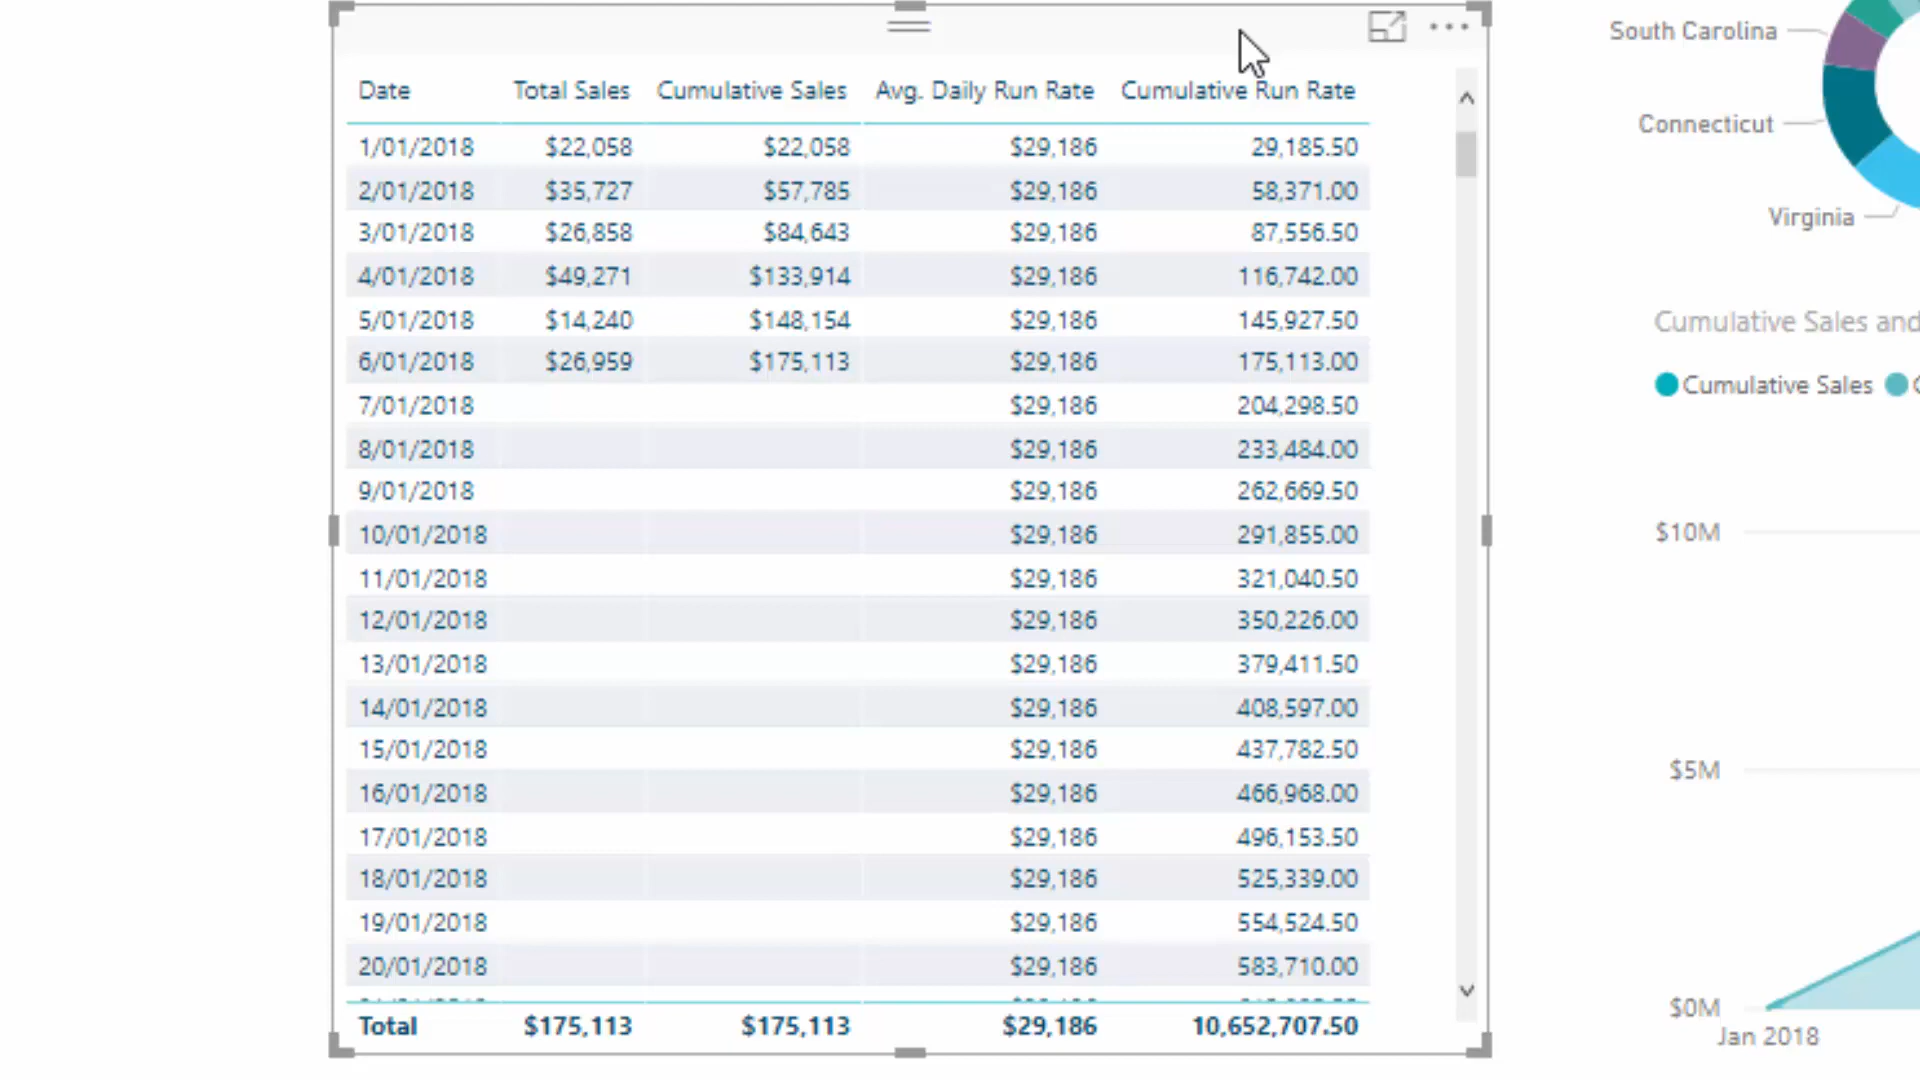 Date Total Sales Cumulative Sales Avg. Daily Run Rate Cumulative Run Rate
1/01/2018 $22,058 $22,058 $29,186 29,185.50
2/01/2018 $35,727 $57,785 $29,186 58,371.00
3/01/2018 $26,858 $84,643 $29,186 87,556.50
4/01/2018 $49,271 $133,914 $29,186 116,742.00
5/01/2018 $14,240 $148,154 $29,186 145,927.50
6/01/2018 $26,959 $175,113 $29,186 175,113.00
7/01/2018 $29,186 204,298.50
8/01/2018 $29,186 233,484.00
9/01/2018 $29,186 262,669.50
10/01/2018 $29,186 291,855.00
11/01/2018 $29,186 321,040.50
12/01/2018 $29,186 350,226.00
13/01/2018 $29,186 379,411.50
14/01/2018 $29,186 408,597.00
15/01/2018 $29,186 437,782.50
16/01/2018 $29,186 466,968.00
17/01/2018 $29,186 496,153.50
18/01/2018 $29,186 525,339.00
19/01/2018 $29,186 554,524.50
20/01/2018 $29,186 583,710.00
Total $175,113 $175,113 $29,186 10,652,707.50
South Carolina
Connecticut
Virginia
Cumulative Sales and
Cumulative Sales
$10M
$5M
$0M
Jan 2018